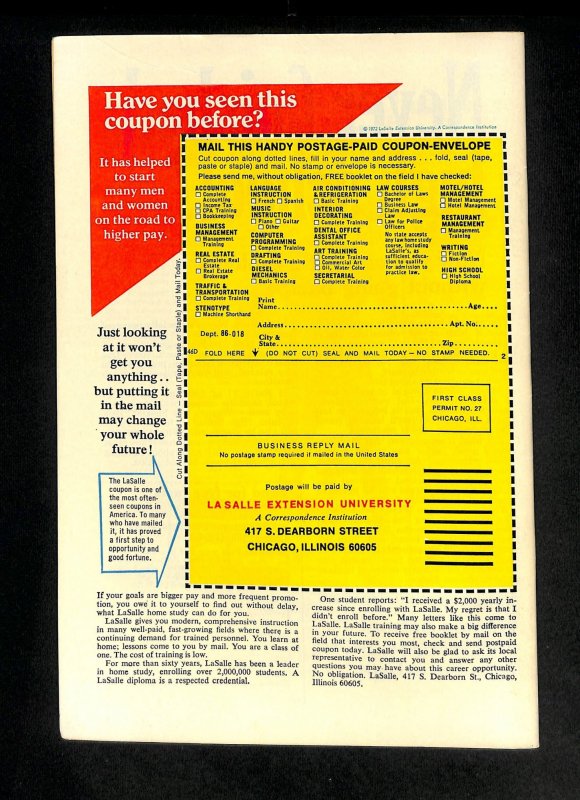 Have you seen this
coupon before?
© 1972 LaSalle Extension University. A Correspondence Institution
It has helped
to start
many men
and women
on the road to
higher pay.
MAIL THIS HANDY POSTAGE-PAID COUPON-ENVELOPE
Cut coupon along dotted lines, fill in your name and address . . . fold, seal (tape,
paste or staple) and mail. No stamp or envelope is necessary.
Please send me, without obligation, FREE booklet on the field I have checked:
ACCOUNTING
Complete
Accounting
Income Tax
CPA Training
Bookkeeping
BUSINESS
MANAGEMENT
Management
Training
REAL ESTATE
Complete Real
Estate
Real Estate
Brokerage
TRAFFIC &
TRANSPORTATION
Complete Training
STENOTYPE
Machine Shorthand
LANGUAGE
INSTRUCTION
French Spanish
MUSIC
INSTRUCTION
Piano Guitar
Other
COMPUTER
PROGRAMMING
Complete Training
DRAFTING
Complete Training
DIESEL
MECHANICS
Basic Training
AIR CONDITIONING
& REFRIGERATION
Basic Training
INTERIOR
DECORATING
Complete Training
DENTAL OFFICE
ASSISTANT
Complete Training
ART TRAINING
Complete Training
Commercial Art
Oil, Water Color
SECRETARIAL
Complete Training
LAW COURSES
Bachelor of Laws
Degree
Business Law
Claim Adjusting
Law
Law for Police
Officers
No state accepts
any law home study
course, including
LaSalle's, as
sufficient educa-
tion to qualify
for admission to
practice law.
MOTEL/HOTEL
MANAGEMENT
Motel Management
Hotel Management
RESTAURANT
MANAGEMENT
Management
Training
WRITING
Fiction
Non-Fiction
HIGH SCHOOL
High School
Diploma
Print
Name Age
Address Apt. No.
Dept. 86-018
City &
State Zip
46D FOLD HERE (DO NOT CUT) SEAL AND MAIL TODAY – NO STAMP NEEDED. 2
Cut Along Dotted Line — Seal (Tape, Paste or Staple) and Mail Today.
Just looking
at it won't
get you
anything . .
but putting it
in the mail
may change
your whole
future!
The LaSalle
coupon is one of
the most often-
seen coupons in
America. To many
who have mailed
it, it has proved
a first step to
opportunity and
good fortune.
FIRST CLASS
PERMIT NO. 27
CHICAGO, ILL.
BUSINESS REPLY MAIL
No postage stamp required if mailed in the United States
Postage will be paid by
LA SALLE EXTENSION UNIVERSITY
A Correspondence Institution
417 S. DEARBORN STREET
CHICAGO, ILLINOIS 60605
If your goals are bigger pay and more frequent promo-
tion, you owe it to yourself to find out without delay,
what LaSalle home study can do for you.
LaSalle gives you modern, comprehensive instruction
in many well-paid, fast-growing fields where there is a
continuing demand for trained personnel. You learn at
home; lessons come to you by mail. You are a class of
one. The cost of training is low.
For more than sixty years, LaSalle has been a leader
in home study, enrolling over 2,000,000 students. A
LaSalle diploma is a respected credential.
One student reports: "I received a $2,000 yearly in-
crease since enrolling with LaSalle. My regret is that I
didn't enroll before." Many letters like this come to
LaSalle. LaSalle training may also make a big difference
in your future. To receive free booklet by mail on the
field that interests you most, check and send postpaid
coupon today. LaSalle will also be glad to ask its local
representative to contact you and answer any other
questions you may have about this career opportunity.
No obligation. LaSalle, 417 S. Dearborn St., Chicago,
Illinois 60605.